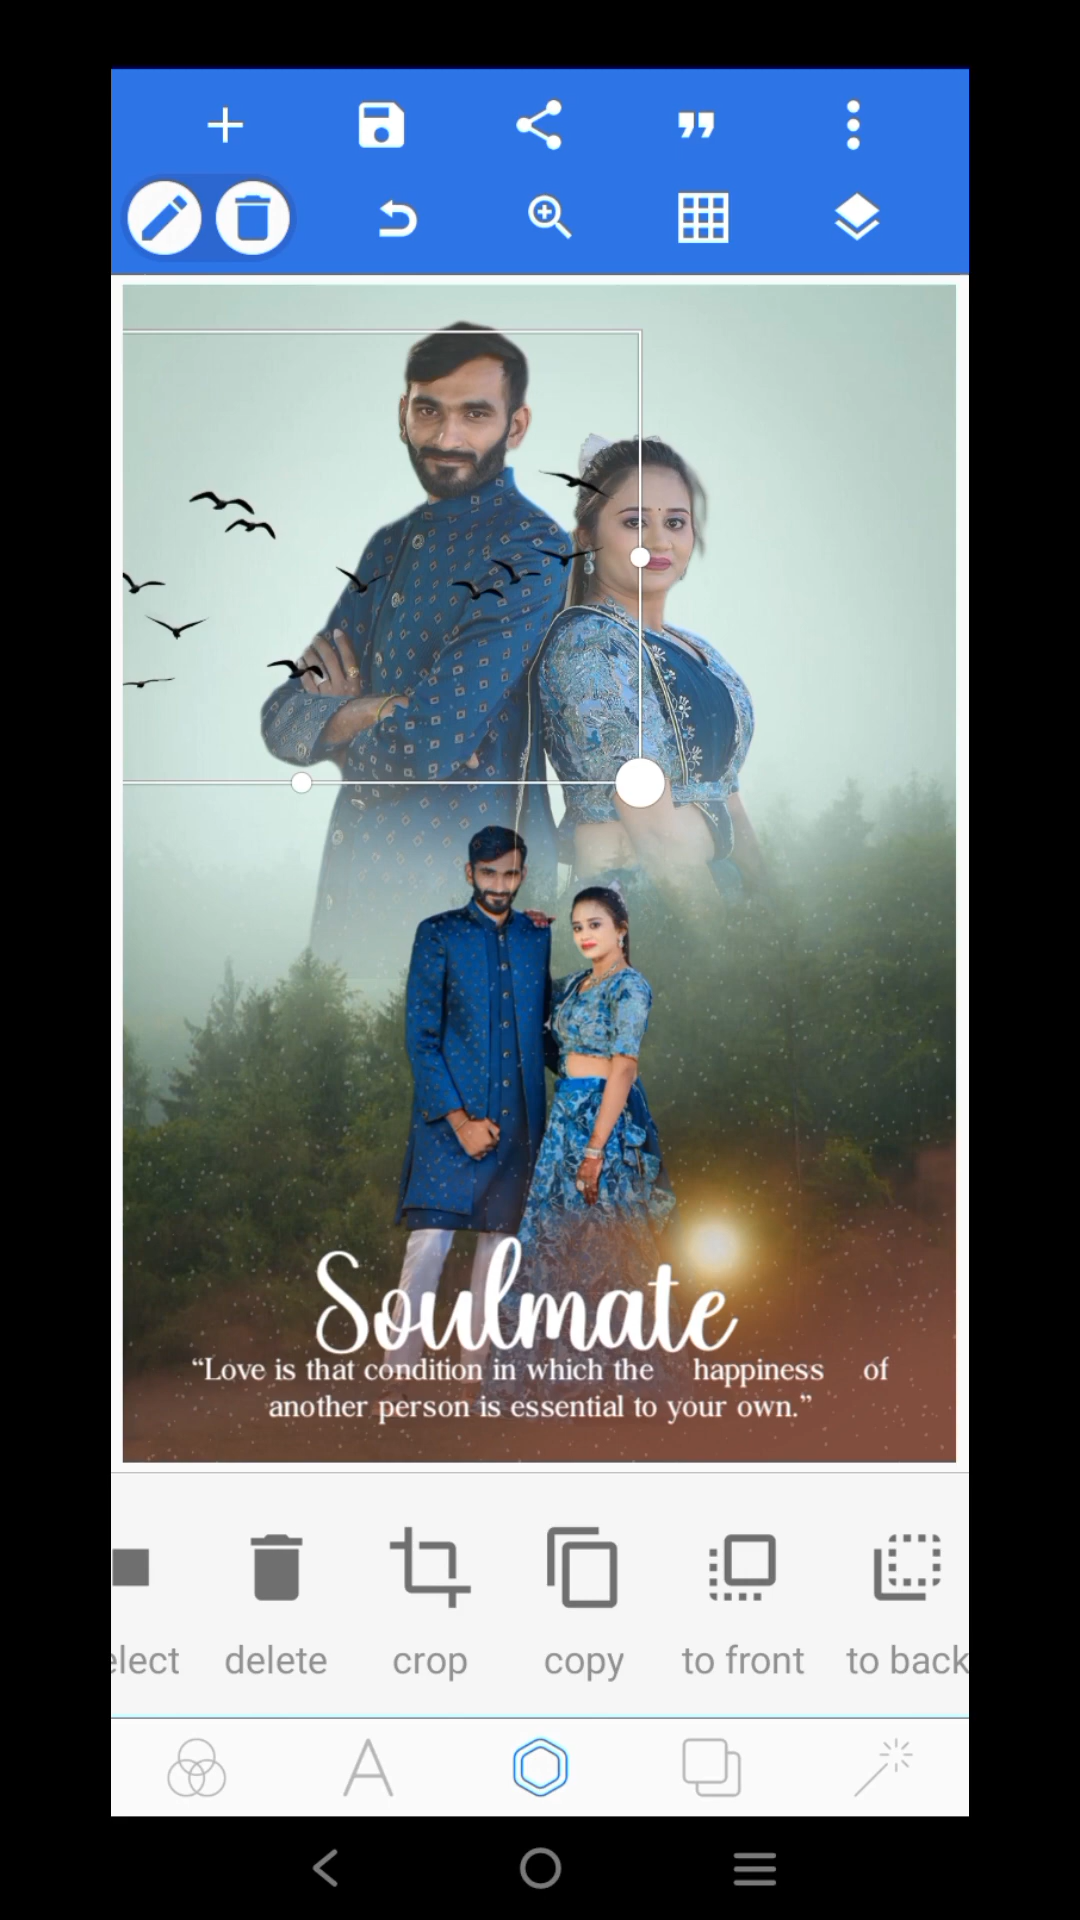 Soulmate
“Love is that condition in which the happiness of
another person is essential to your own.”
elect delete crop copy to front to back